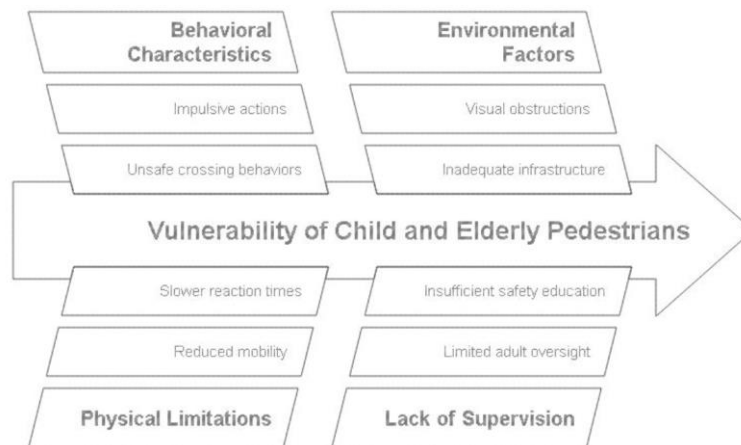 Behavioral
Characteristics
Environmental
Factors
Impulsive actions
Visual obstructions
Unsafe crossing behaviors
Inadequate infrastructure
Vulnerability of Child and Elderly Pedestrians
Slower reaction times
Insufficient safety education
Reduced mobility
Limited adult oversight
Physical Limitations
Lack of Supervision